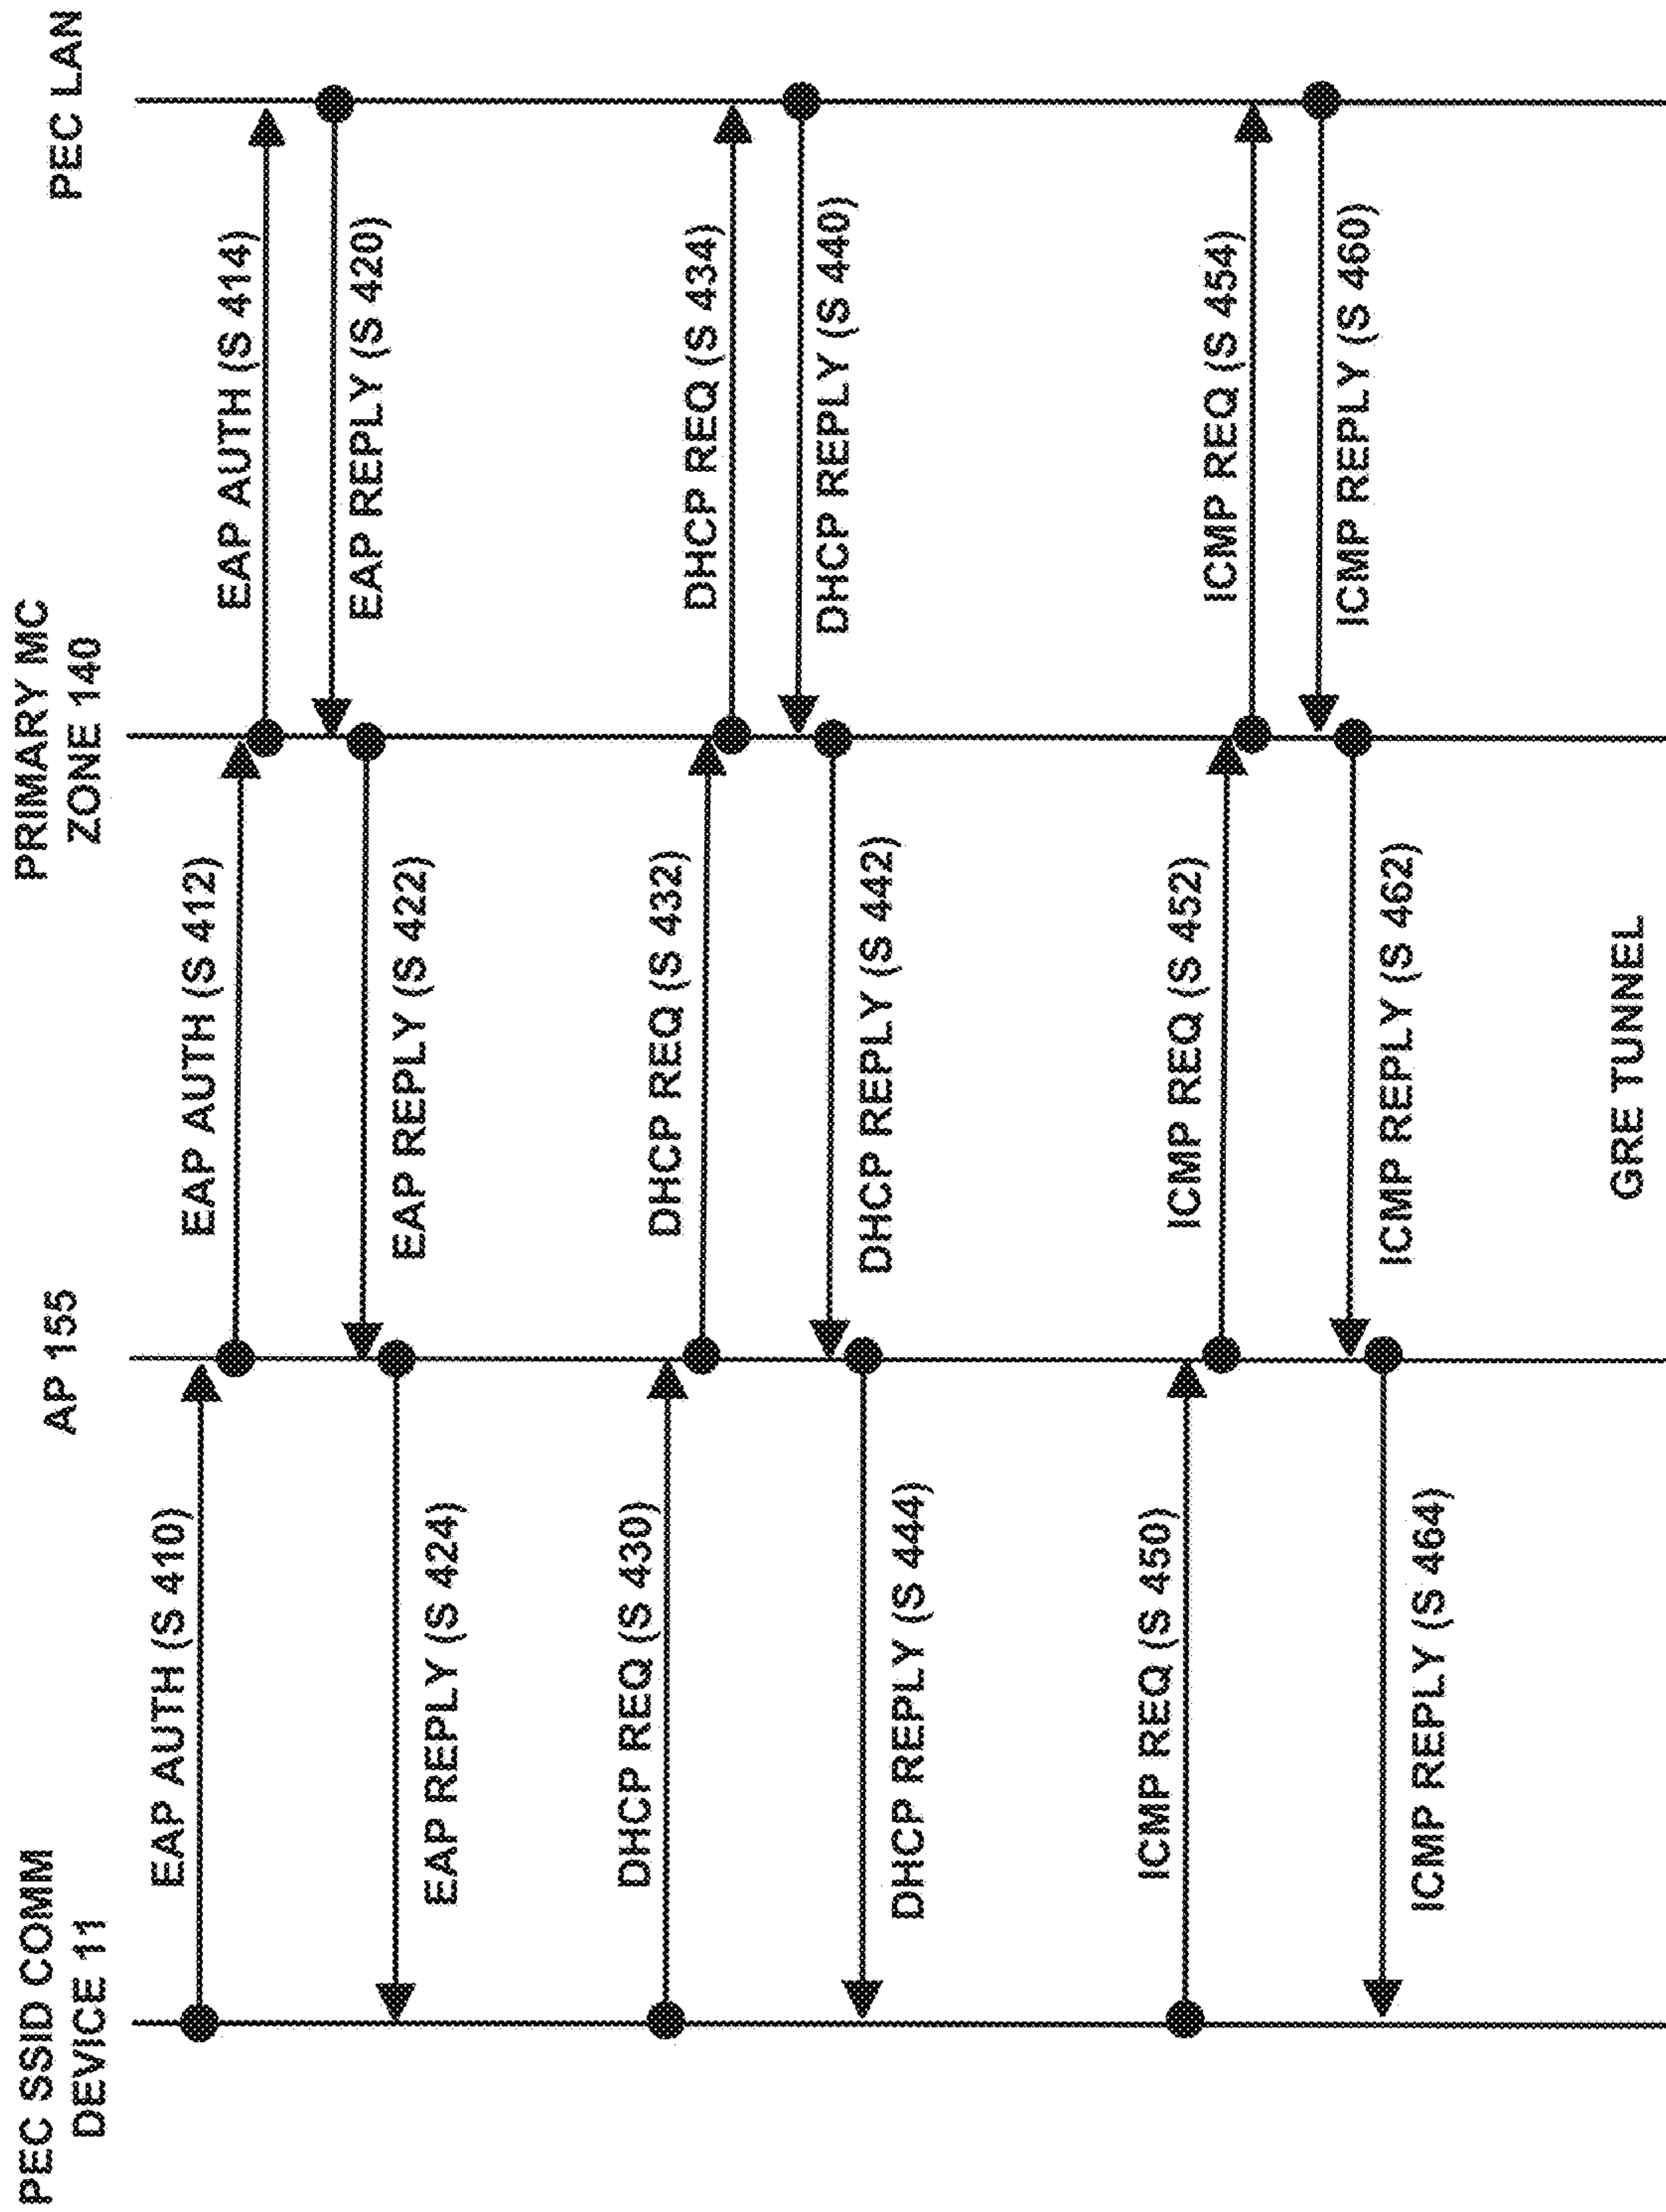 PEC SSID COMM
DEVICE 11
AP 155
PRIMARY MC
ZONE 140
PEC LAN
EAP AUTH (S 410)
EAP AUTH (S 412)
EAP AUTH (S 414)
EAP REPLY (S 420)
EAP REPLY (S 422)
EAP REPLY (S 424)
DHCP REQ (S 430)
DHCP REQ (S 432)
DHCP REQ (S 434)
DHCP REPLY (S 440)
DHCP REPLY (S 442)
DHCP REPLY (S 444)
ICMP REQ (S 450)
ICMP REQ (S 452)
ICMP REQ (S 454)
ICMP REPLY (S 460)
ICMP REPLY (S 462)
ICMP REPLY (S 464)
GRE TUNNEL